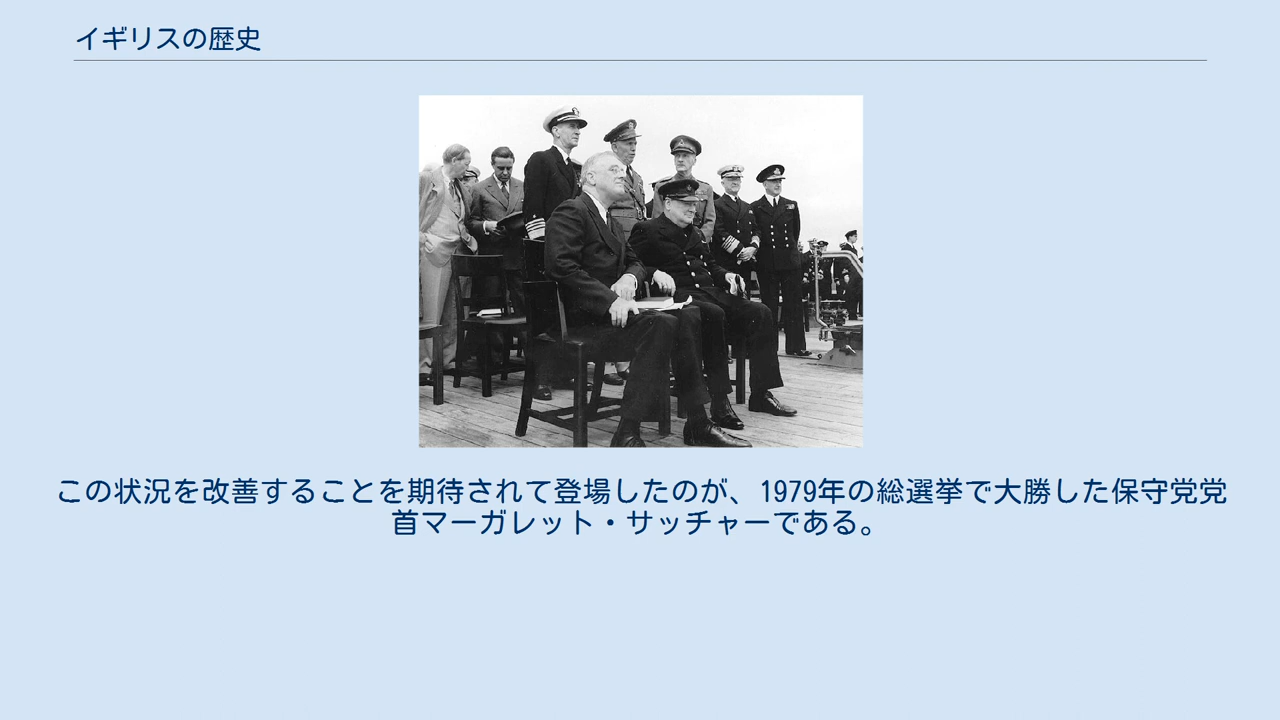 イギリスの歴史
この状況を改善することを期待されて登場したのが、1979年の総選挙で大勝した保守党党
首マーガレット・サッチャーである。